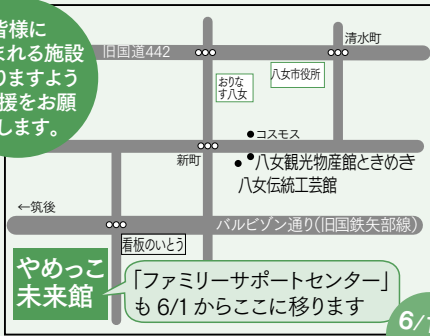 皆様に
まれる施設
りますよう
援をお願
します。
旧国道442
清水町
おりな
す八女
八女市役所
コスモス
新町
八女観光物産館ときめき
八女伝統工芸館
←筑後
バルビゾン通り(旧国鉄矢部線)
看板のいとう
やめっこ
未来館
「ファミリーサポートセンター」
も 6/1 からここに移ります